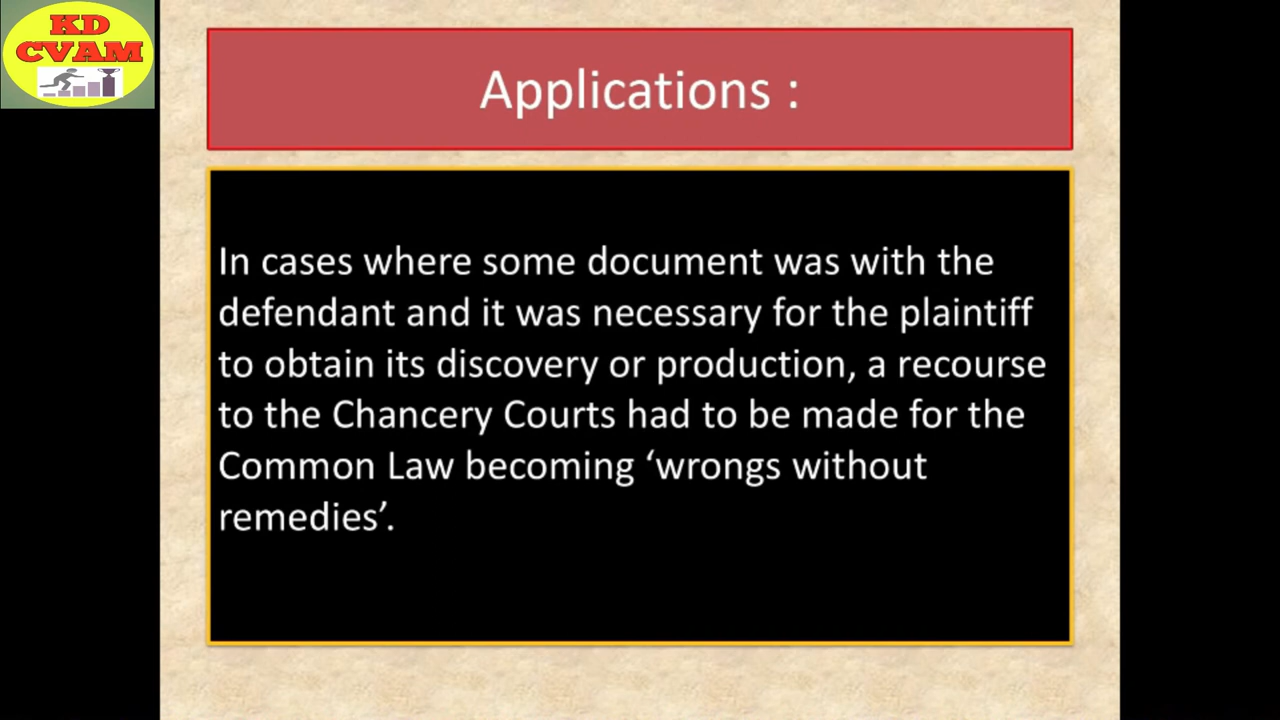 KD
CVAM
Applications :
In cases where some document was with the
defendant and it was necessary for the plaintiff
to obtain its discovery or production, a recourse
to the Chancery Courts had to be made for the
Common Law becoming ‘wrongs without
remedies’.